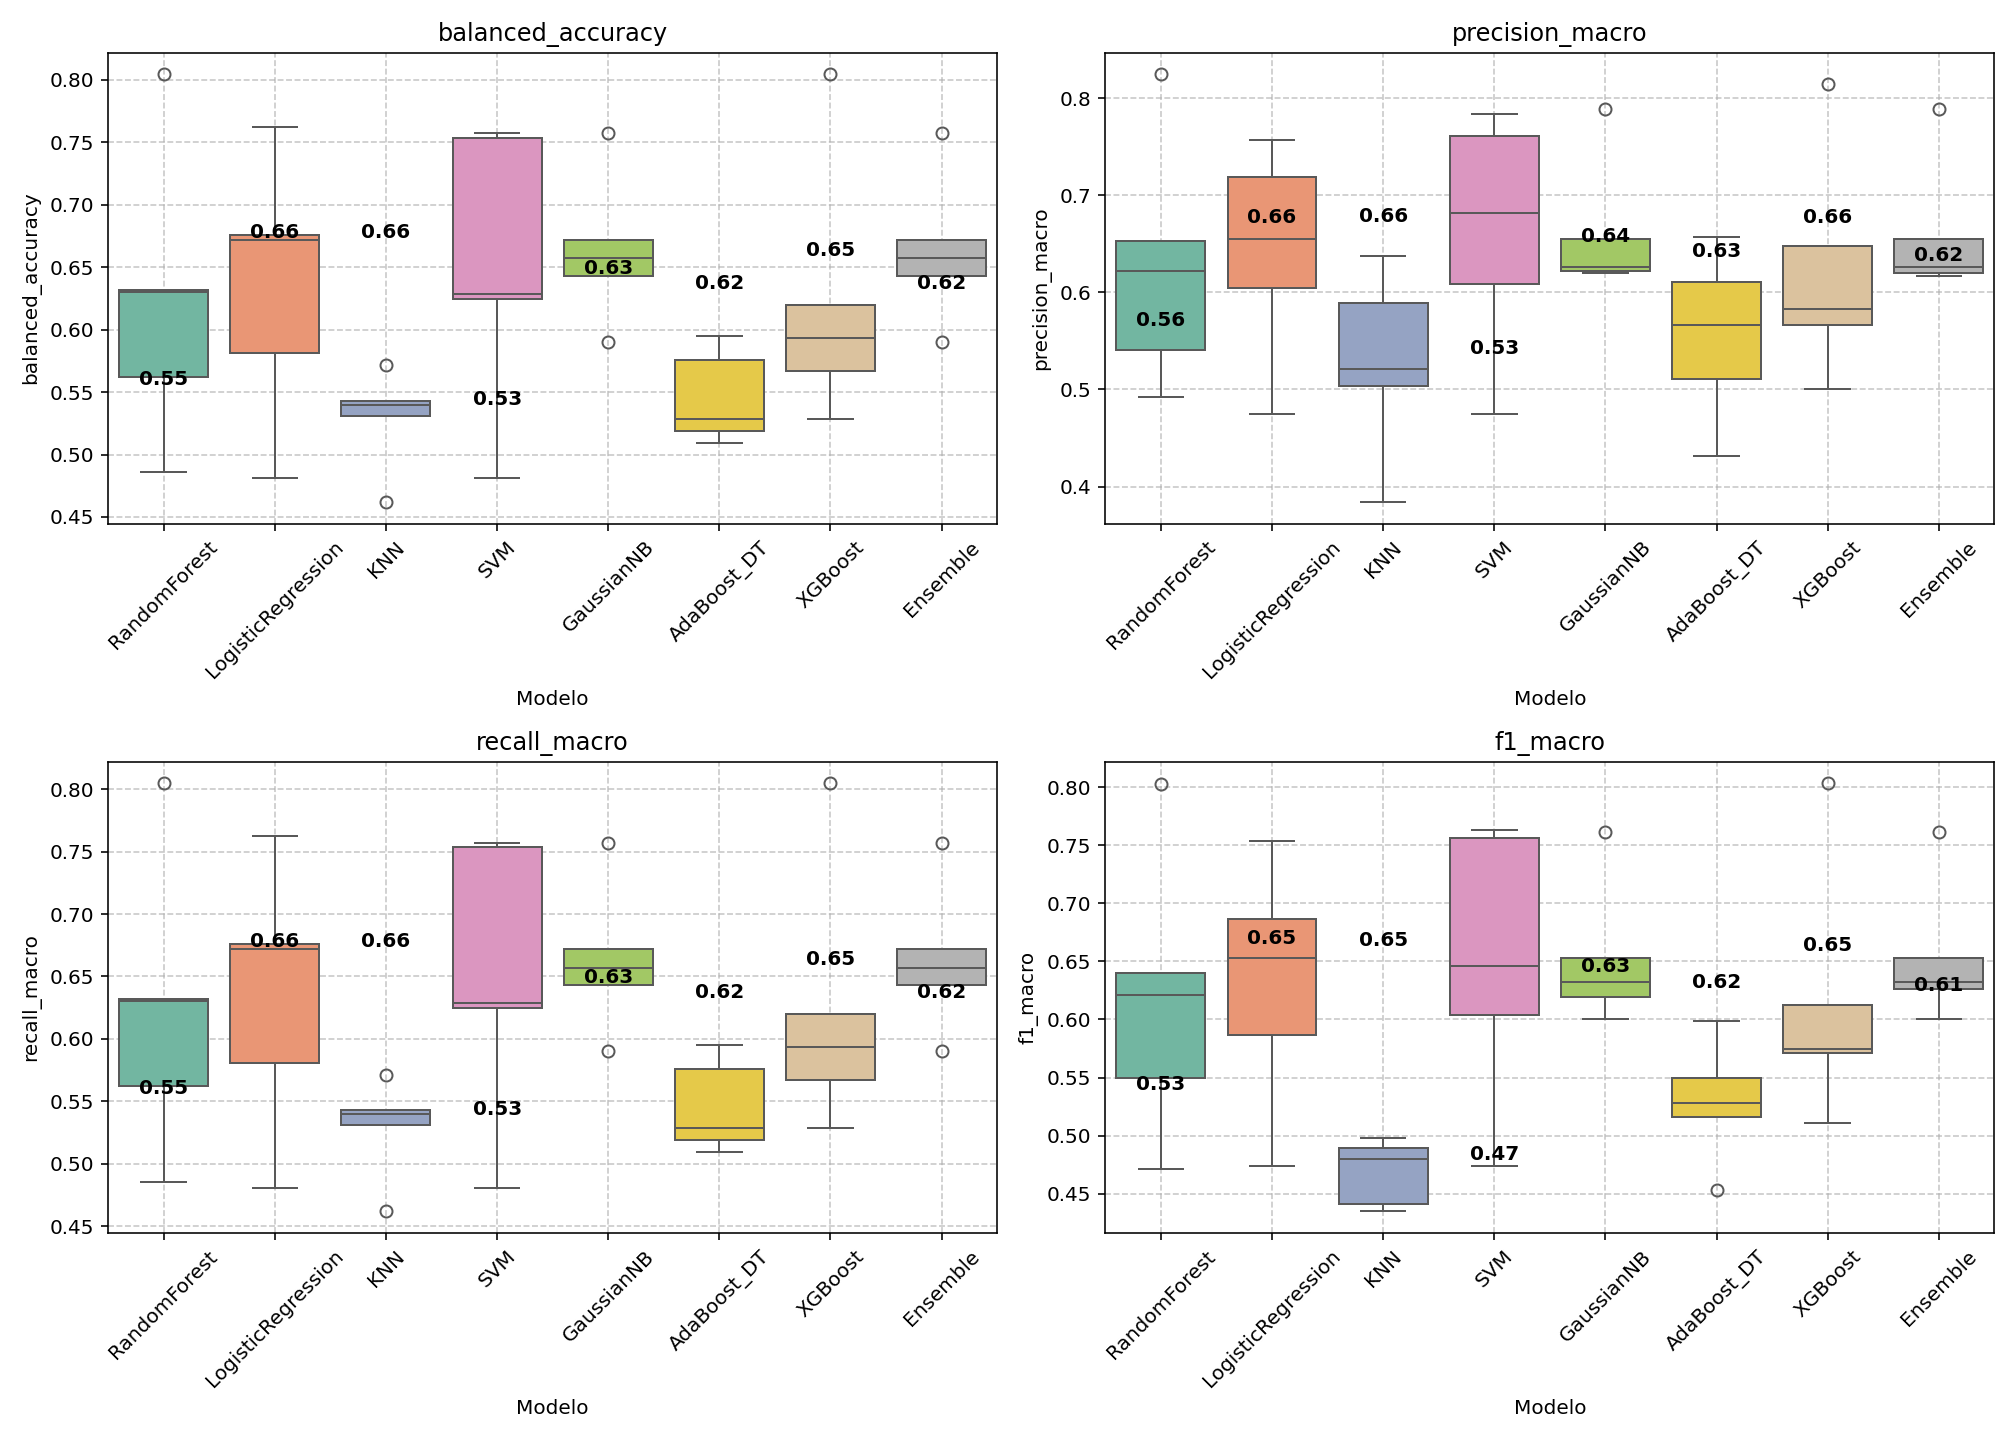 balanced_accuracy
balanced_accuracy
0.80
0.75
0.70
0.65
0.60
0.55
0.50
0.45
0.55
0.66
0.66
0.53
0.63
0.62
0.65
0.62
RandomForest
LogisticRegression
KNN
SVM
GaussianNB
AdaBoost_DT
XGBoost
Ensemble
Modelo
precision_macro
precision_macro
0.8
0.7
0.6
0.5
0.4
0.56
0.66
0.66
0.53
0.64
0.63
0.66
0.62
RandomForest
LogisticRegression
KNN
SVM
GaussianNB
AdaBoost_DT
XGBoost
Ensemble
Modelo
recall_macro
recall_macro
0.80
0.75
0.70
0.65
0.60
0.55
0.50
0.45
0.55
0.66
0.66
0.53
0.63
0.62
0.65
0.62
RandomForest
LogisticRegression
KNN
SVM
GaussianNB
AdaBoost_DT
XGBoost
Ensemble
Modelo
f1_macro
f1_macro
0.80
0.75
0.70
0.65
0.60
0.55
0.50
0.45
0.53
0.65
0.65
0.47
0.63
0.62
0.65
0.61
RandomForest
LogisticRegression
KNN
SVM
GaussianNB
AdaBoost_DT
XGBoost
Ensemble
Modelo